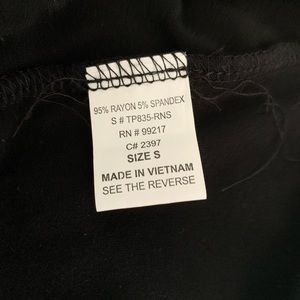 95% RAYON 5% SPANDEX
S # TP835-RNS
RN # 99217
C# 2397
SIZE S
MADE IN VIETNAM
SEE THE REVERSE